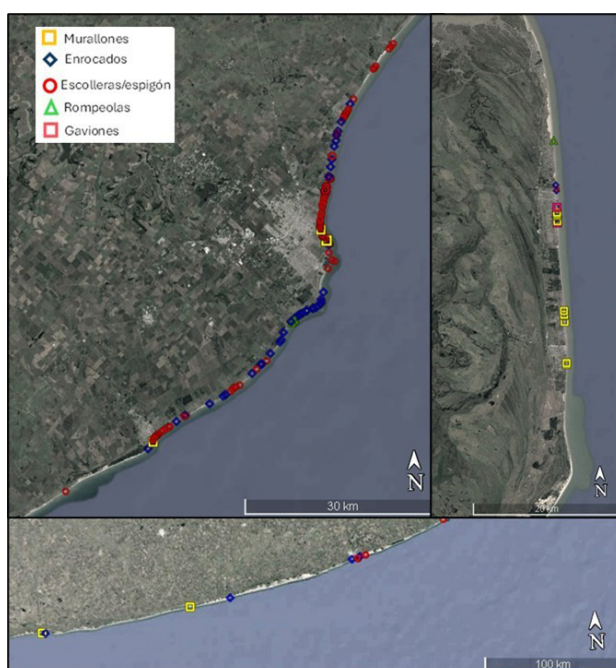 Murallones
Enrocados
Escolleras/espigón
Rompeolas
Gaviones
N
30 km
N
20 km
N
100 km